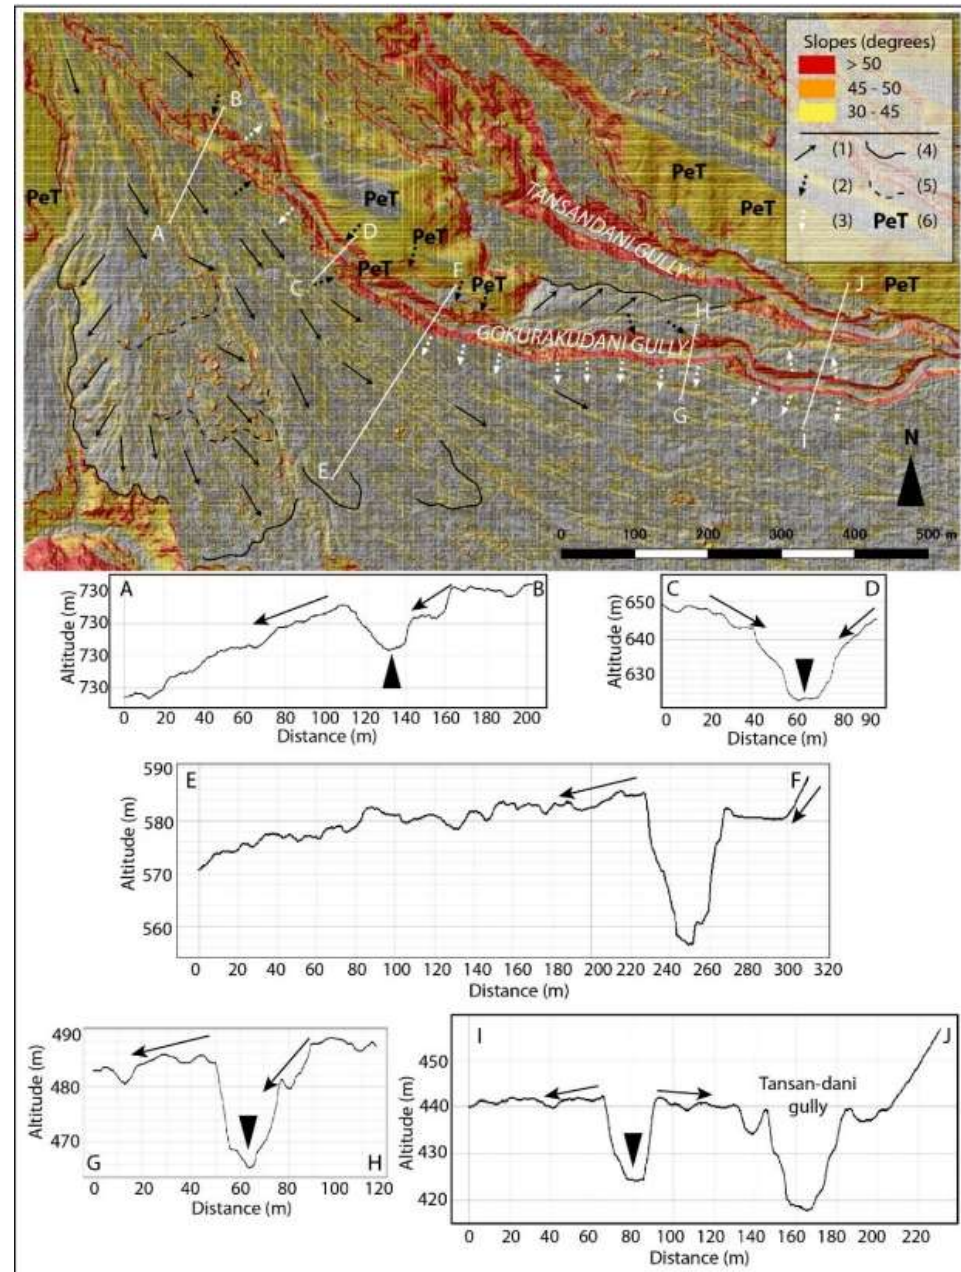 Slopes (degrees)
> 50
45 - 50
30 - 45
(1) (4)
(2) (5)
(3) PeT (6)
B
A
PeT
PeT
D
PeT
PeT
C
F
PeT
E
TANSANDANI GULLY
PeT
PeT
J
H
GOKURAKUDANI GULLY
G
I
N
0 100 200 300 400 500 m
A B
Altitude (m)
730
730
730
730
0 20 40 60 80 100 120 140 160 180 200
Distance (m)
C D
Altitude (m)
650
640
630
0 20 40 60 80 90
Distance (m)
E F
Altitude (m)
590
580
570
560
0 20 40 60 80 100 120 140 160 180 200 220 240 260 280 300 320
Distance (m)
G H
Altitude (m)
490
480
470
0 20 40 60 80 100 120
Distance (m)
I J
Altitude (m)
450
440
430
420
Tansan-dani
gully
0 20 40 60 80 100 120 140 160 180 200 220
Distance (m)